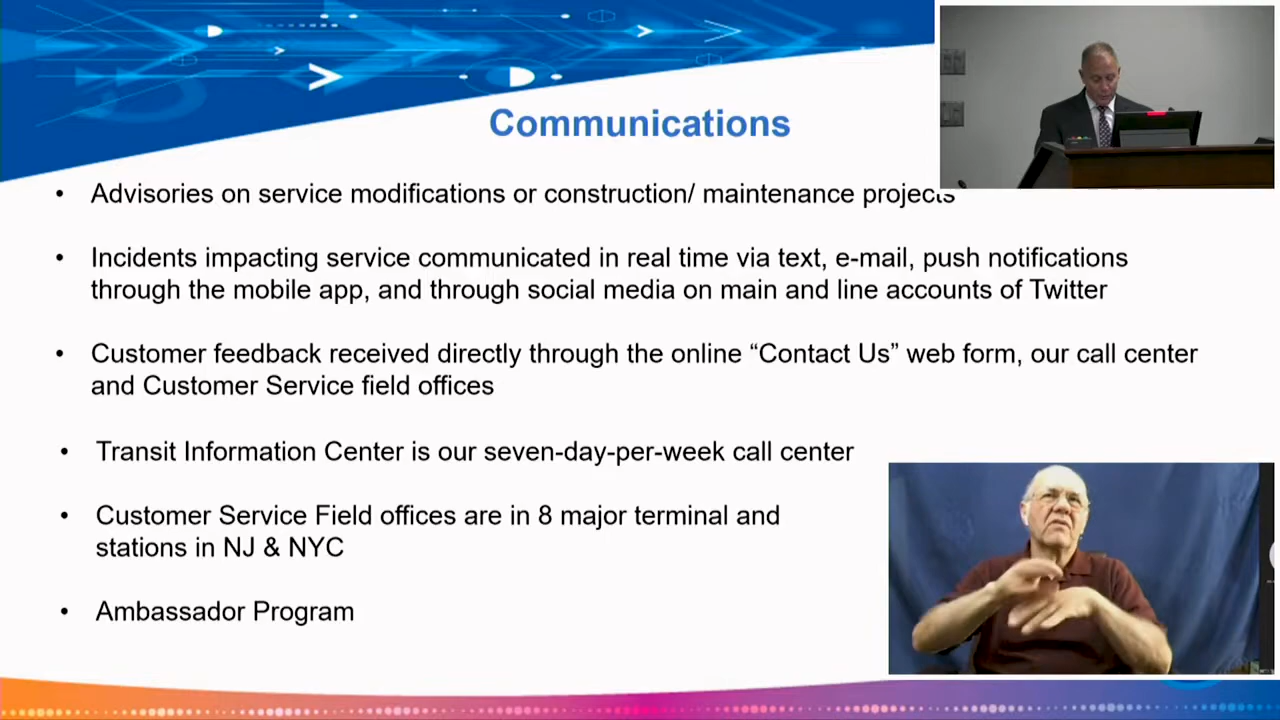 Communications
• Advisories on service modifications or construction/ maintenance projects
• Incidents impacting service communicated in real time via text, e-mail, push notifications
through the mobile app, and through social media on main and line accounts of Twitter
• Customer feedback received directly through the online “Contact Us” web form, our call center
and Customer Service field offices
• Transit Information Center is our seven-day-per-week call center
• Customer Service Field offices are in 8 major terminal and
stations in NJ & NYC
• Ambassador Program